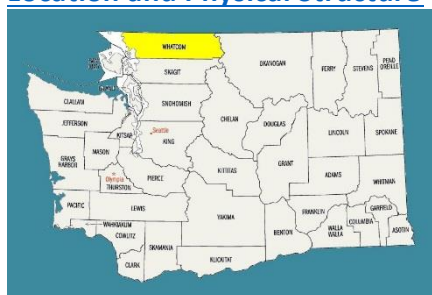 Location and Physical Structure
WHATCOM
SKAGIT
OKANOGAN
FERRY
STEVENS
PEND
OREILLE
SNOHOMISH
CHELAN
CLALLAM
JEFFERSON
KITSAP
Seattle
KING
DOUGLAS
LINCOLN
SPOKANE
GRAYS
HARBOR
MASON
Olympia
THURSTON
PIERCE
KITTITAS
GRANT
ADAMS
WHITMAN
PACIFIC
LEWIS
YAKIMA
FRANKLIN
GARFIELD
WAHKIAKUM
COWLITZ
BENTON
WALLA
WALLA
COLUMBIA
ASOTIN
SKAMANIA
CLARK
KLICKITAT